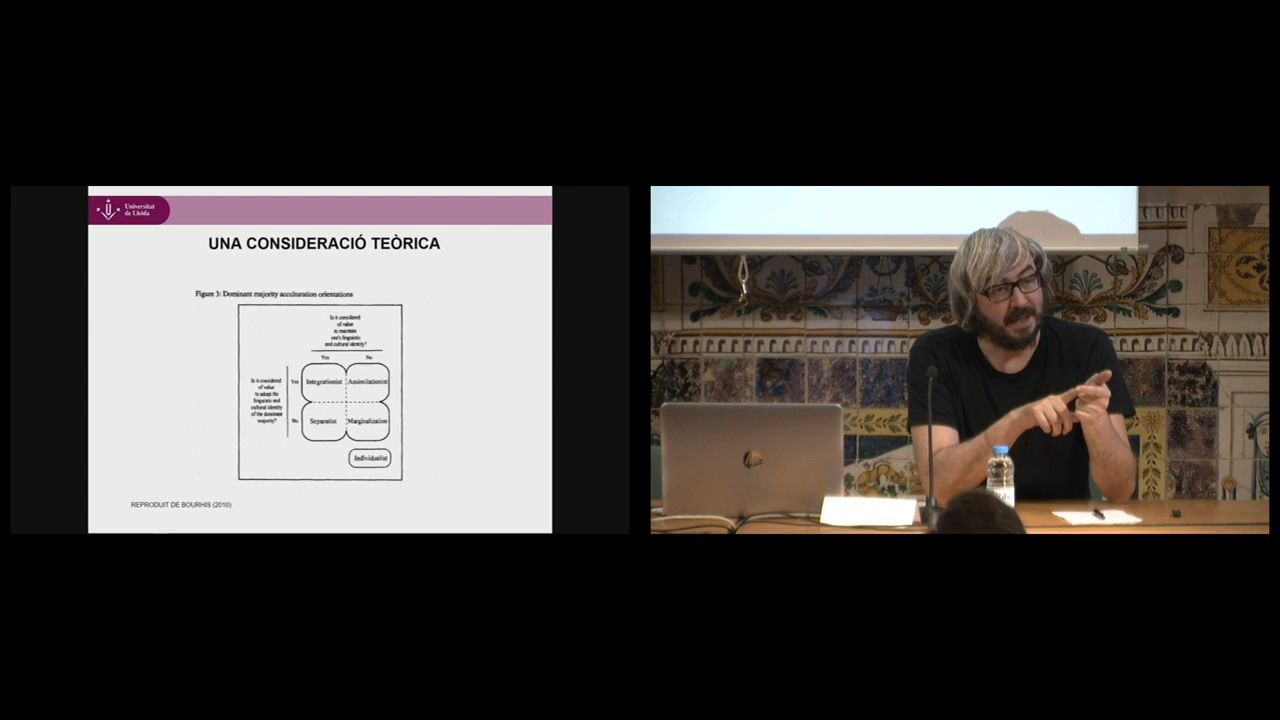 Universitat
de Lleida
UNA CONSIDERACIÓ TEÒRICA
Figure 3: Dominant majority acculturation orientations
Is it considered
of value
to maintain
one's linguistic
and cultural identity?
Yes No
Is it considered
of value
to adopt the
linguistic and
cultural identity
of the dominant
majority?
Yes
Integrationist Assimilationist
No
Separatist Marginalization
Individualist
REPRODUIT DE BOURHIS (2010)
hp